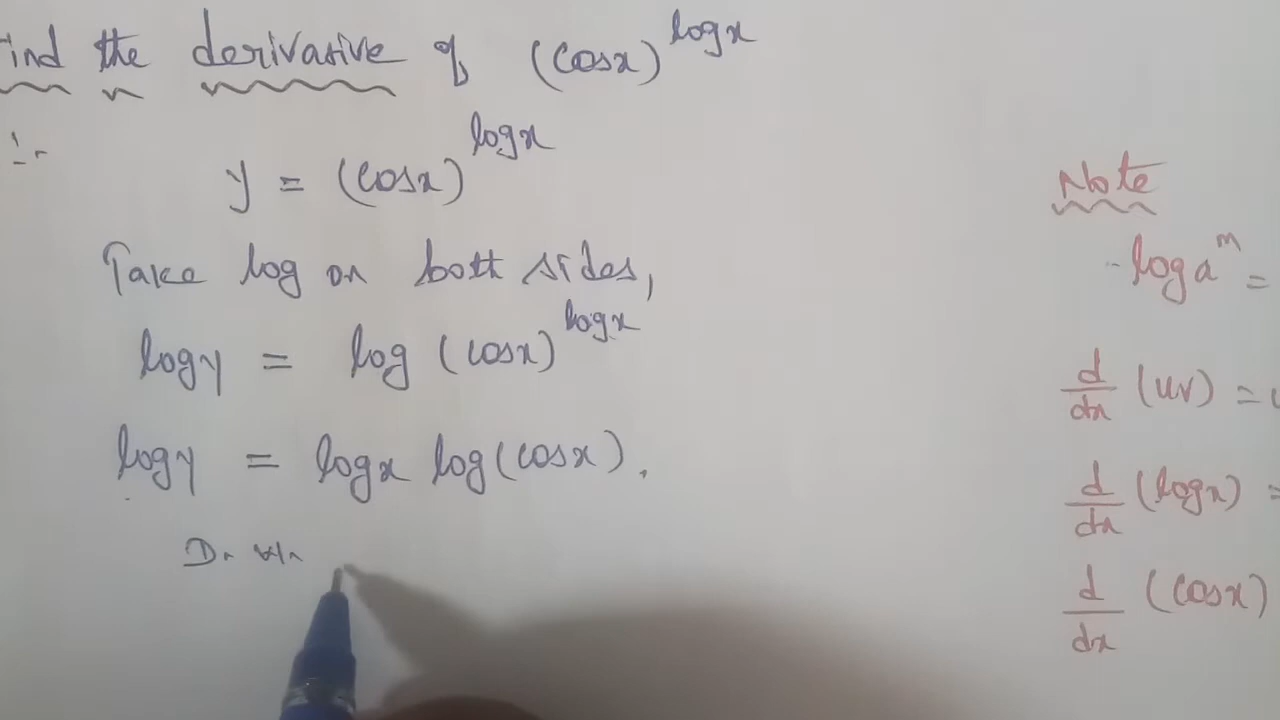 ind the derivative of (cosx)^logx
:-
y = (cosx)^logx
Take log on both sides,
logy = log (cosx)^logx
logy = logx log(cosx).
D. w.r.
Note
log a^m =
d/dx (uv) =
d/dx (logx) =
d/dx (cosx)